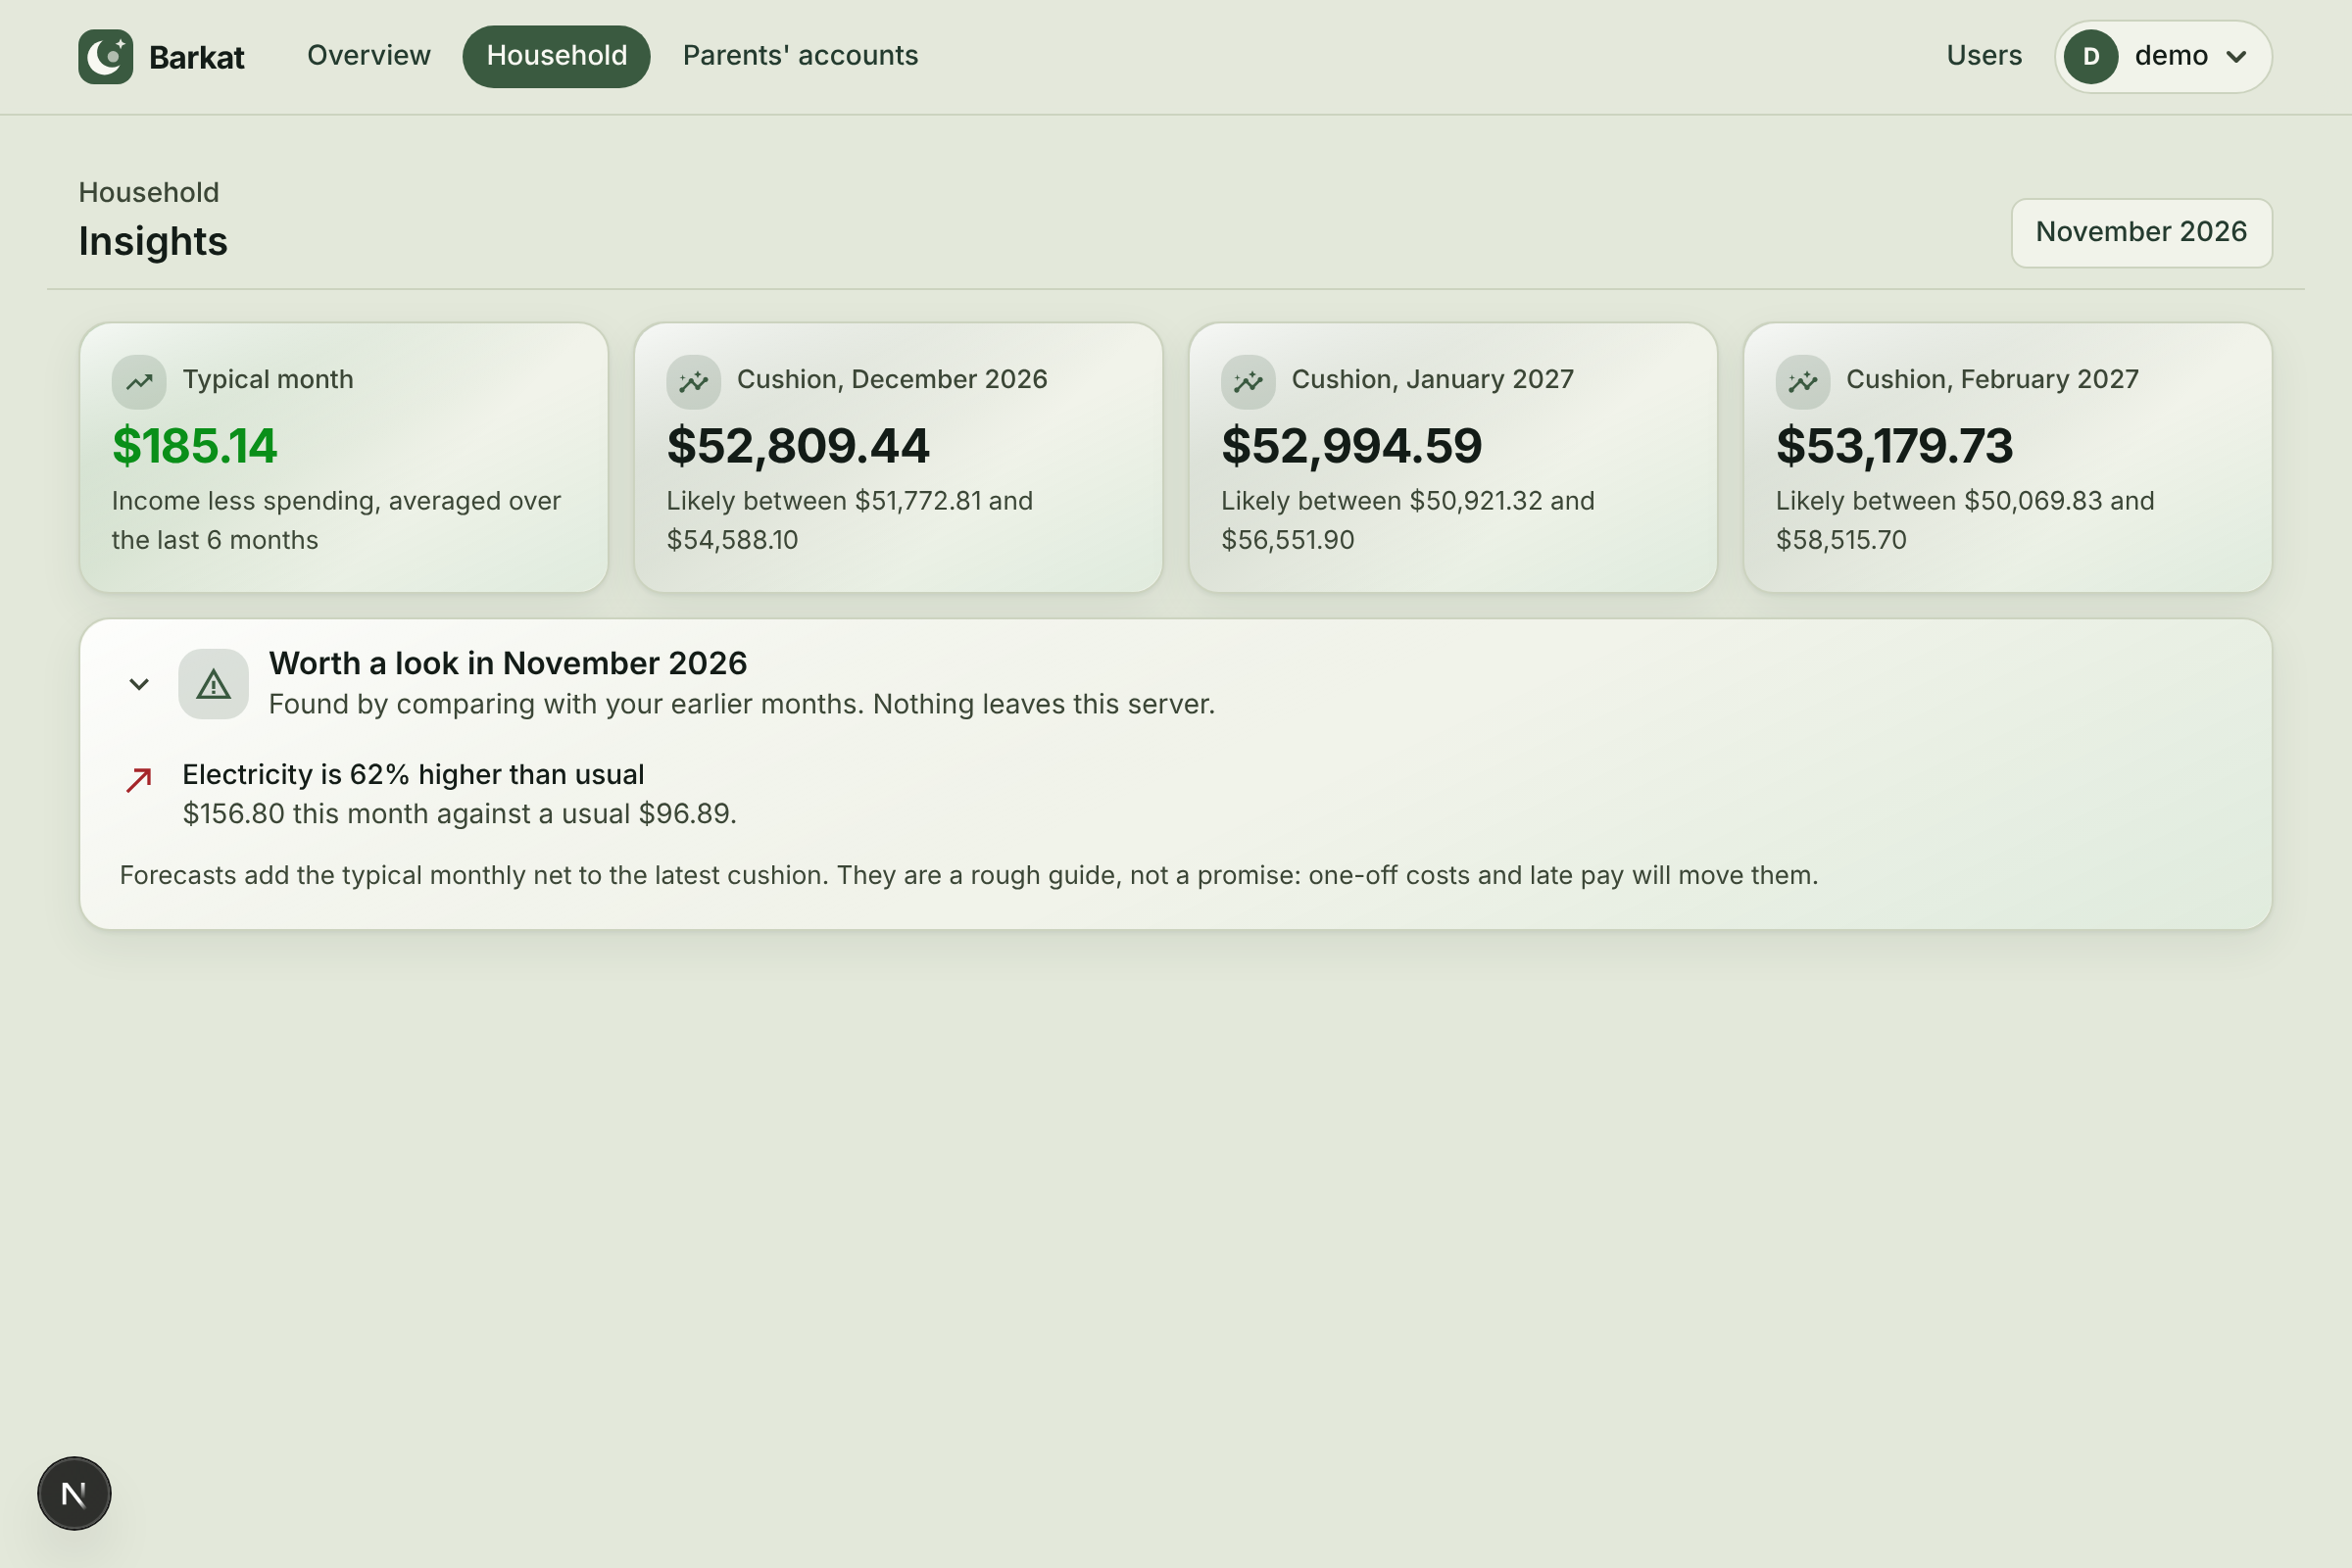 Barkat
Overview
Household
Parents' accounts
Users
D
demo
Household
Insights
November 2026
Typical month
$185.14
Income less spending, averaged over
the last 6 months
Cushion, December 2026
$52,809.44
Likely between $51,772.81 and
$54,588.10
Cushion, January 2027
$52,994.59
Likely between $50,921.32 and
$56,551.90
Cushion, February 2027
$53,179.73
Likely between $50,069.83 and
$58,515.70
Worth a look in November 2026
Found by comparing with your earlier months. Nothing leaves this server.
Electricity is 62% higher than usual
$156.80 this month against a usual $96.89.
Forecasts add the typical monthly net to the latest cushion. They are a rough guide, not a promise: one-off costs and late pay will move them.
N